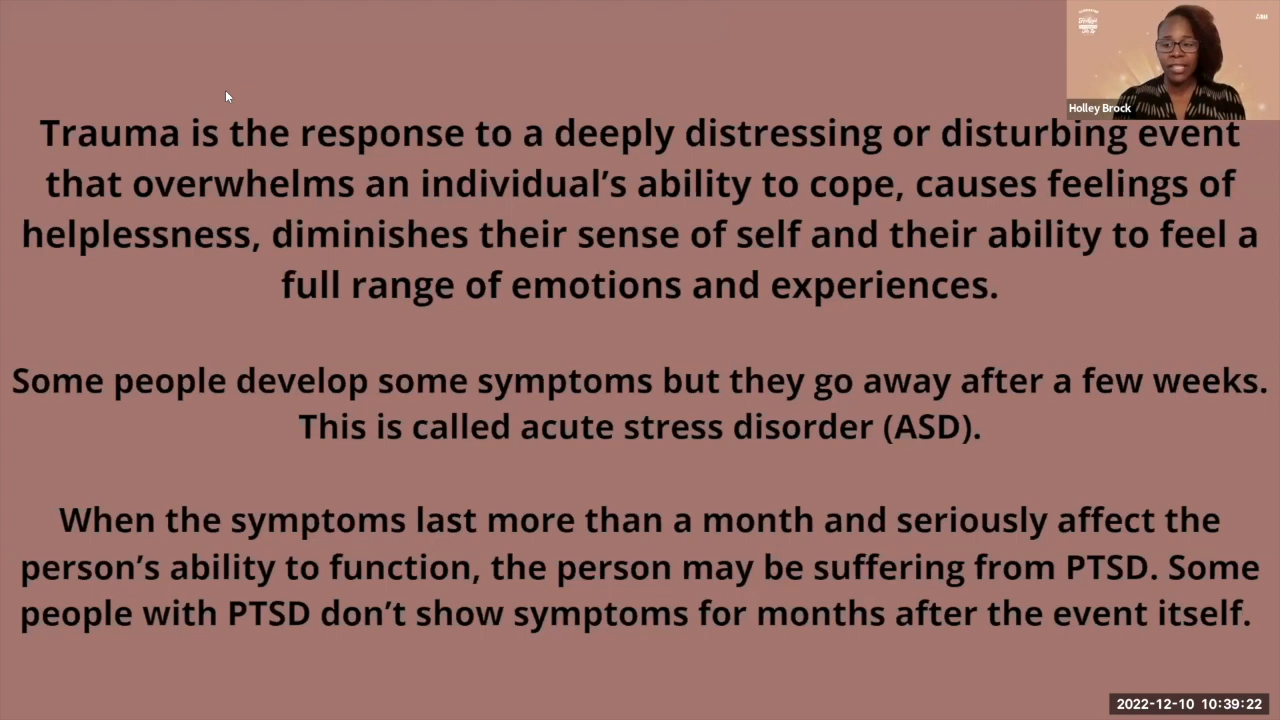 Holley Brock
Trauma is the response to a deeply distressing or disturbing event
that overwhelms an individual’s ability to cope, causes feelings of
helplessness, diminishes their sense of self and their ability to feel a
full range of emotions and experiences.
Some people develop some symptoms but they go away after a few weeks.
This is called acute stress disorder (ASD).
When the symptoms last more than a month and seriously affect the
person’s ability to function, the person may be suffering from PTSD. Some
people with PTSD don’t show symptoms for months after the event itself.
2022-12-10 10:39:22